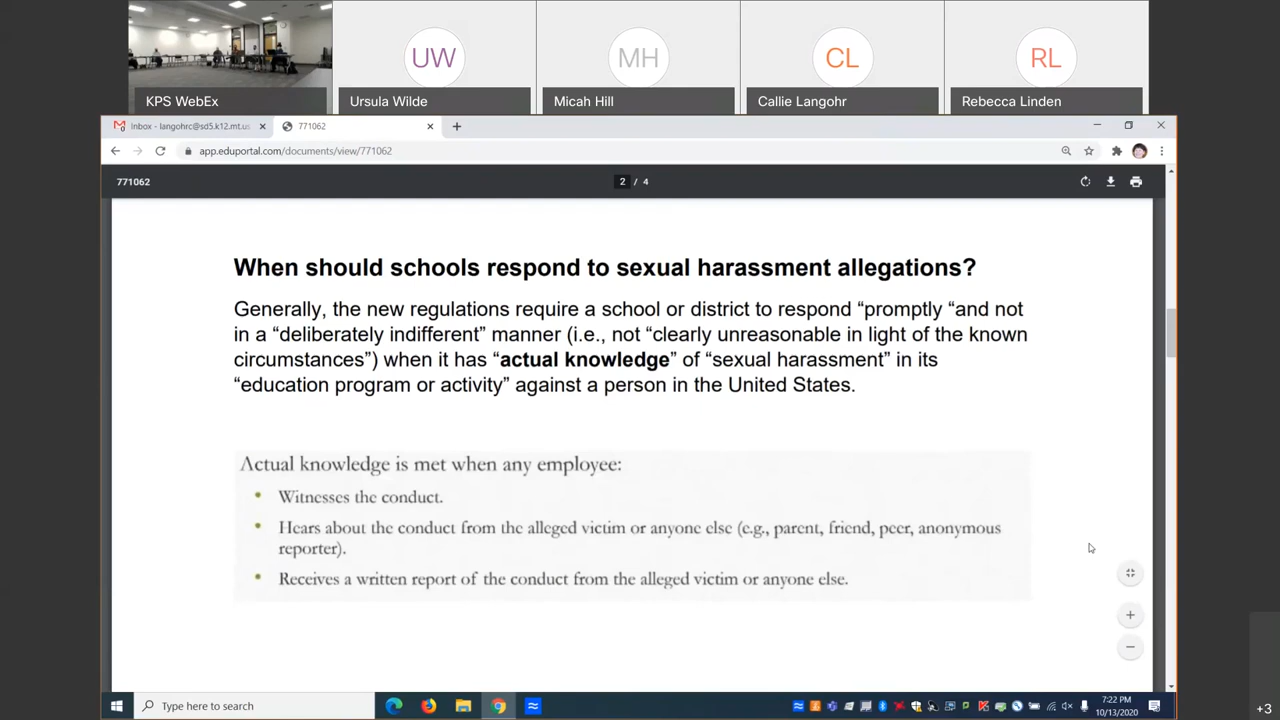 UW
MH
CL
RL
KPS WebEx
Ursula Wilde
Micah Hill
Callie Langohr
Rebecca Linden
Inbox - langohrc@sd5.k12.mt.us
771062
app.eduportal.com/documents/view/771062
771062
2 / 4
When should schools respond to sexual harassment allegations?
Generally, the new regulations require a school or district to respond “promptly “and not
in a “deliberately indifferent” manner (i.e., not “clearly unreasonable in light of the known
circumstances”) when it has “actual knowledge” of “sexual harassment” in its
“education program or activity” against a person in the United States.
Actual knowledge is met when any employee:
• Witnesses the conduct.
• Hears about the conduct from the alleged victim or anyone else (e.g., parent, friend, peer, anonymous
reporter).
• Receives a written report of the conduct from the alleged victim or anyone else.
Type here to search
7:22 PM
10/13/2020
+3